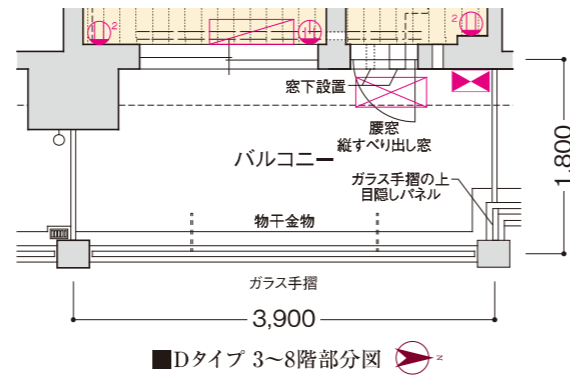 2
2
窓下設置
腰窓
縦すべり出し窓
バルコニー
ガラス手摺の上
目隠しパネル
1,800
物干金物
ガラス手摺
3,900
■Dタイプ 3〜8階部分図
N